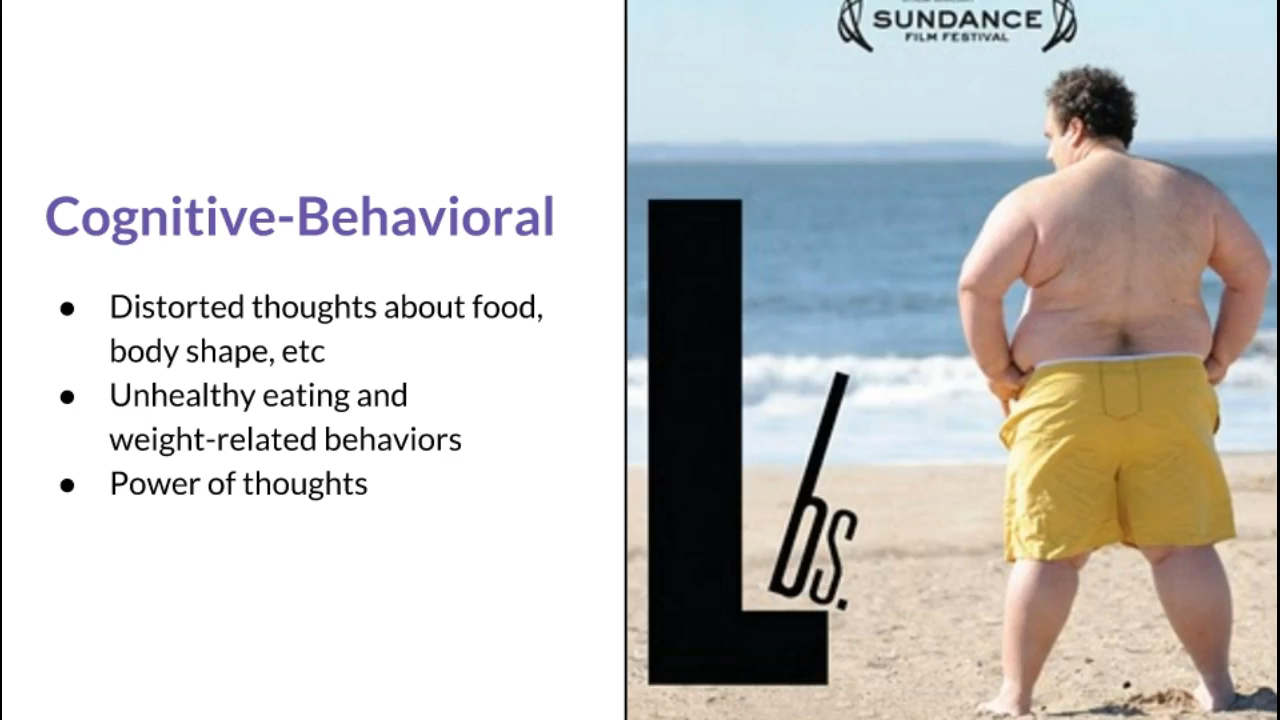 Cognitive-Behavioral
● Distorted thoughts about food,
body shape, etc
● Unhealthy eating and
weight-related behaviors
● Power of thoughts
SUNDANCE
FILM FESTIVAL
Lbs.